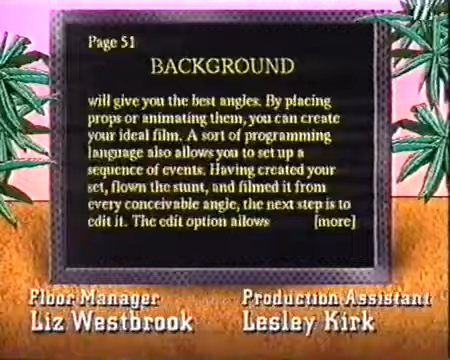 Page 51
BACKGROUND
will give you the best angles. By placing
props or animating them, you can create
your ideal film. A sort of programming
language also allows you to set up a
sequence of events. Having created your
set, flown the stunt, and filmed it from
every conceivable angle, the next step is to
edit it. The edit option allows [more]
Floor Manager
Liz Westbrook
Production Assistant
Lesley Kirk